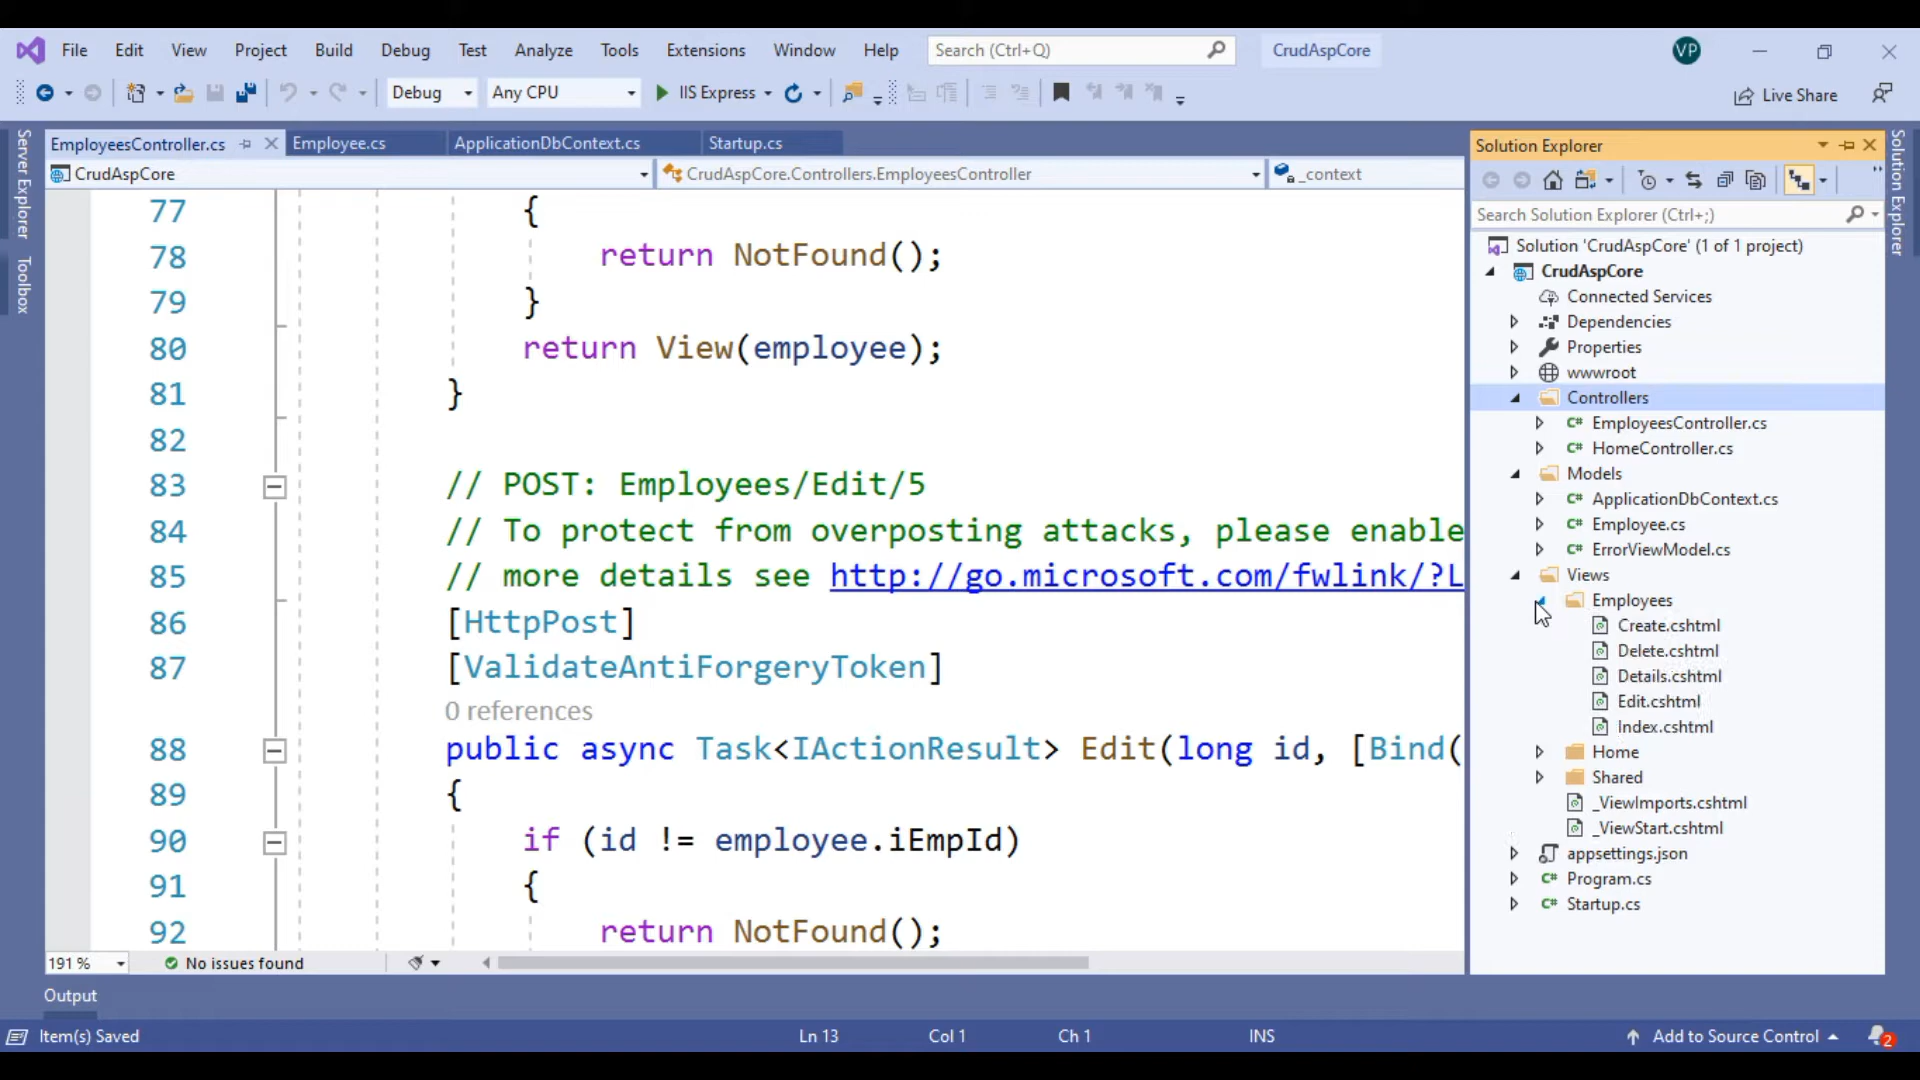 File Edit View Project Build Debug Test Analyze Tools Extensions Window Help Search (Ctrl+Q) CrudAspCore VP
Debug Any CPU IIS Express Live Share
EmployeesController.cs Employee.cs ApplicationDbContext.cs Startup.cs
CrudAspCore CrudAspCore.Controllers.EmployeesController _context
Server Explorer
Toolbox
77 {
78 return NotFound();
79 }
80 return View(employee);
81 }
82
83 // POST: Employees/Edit/5
84 // To protect from overposting attacks, please enable
85 // more details see http://go.microsoft.com/fwlink/?L
86 [HttpPost]
87 [ValidateAntiForgeryToken]
0 references
88 public async Task<IActionResult> Edit(long id, [Bind(
89 {
90 if (id != employee.iEmpId)
91 {
92 return NotFound();
191 % No issues found
Solution Explorer
Search Solution Explorer (Ctrl+;)
Solution 'CrudAspCore' (1 of 1 project)
CrudAspCore
Connected Services
Dependencies
Properties
wwwroot
Controllers
C# EmployeesController.cs
C# HomeController.cs
Models
C# ApplicationDbContext.cs
C# Employee.cs
C# ErrorViewModel.cs
Views
Employees
Create.cshtml
Delete.cshtml
Details.cshtml
Edit.cshtml
Index.cshtml
Home
Shared
_ViewImports.cshtml
_ViewStart.cshtml
appsettings.json
C# Program.cs
C# Startup.cs
Solution Explorer
Output
Item(s) Saved Ln 13 Col 1 Ch 1 INS Add to Source Control 2